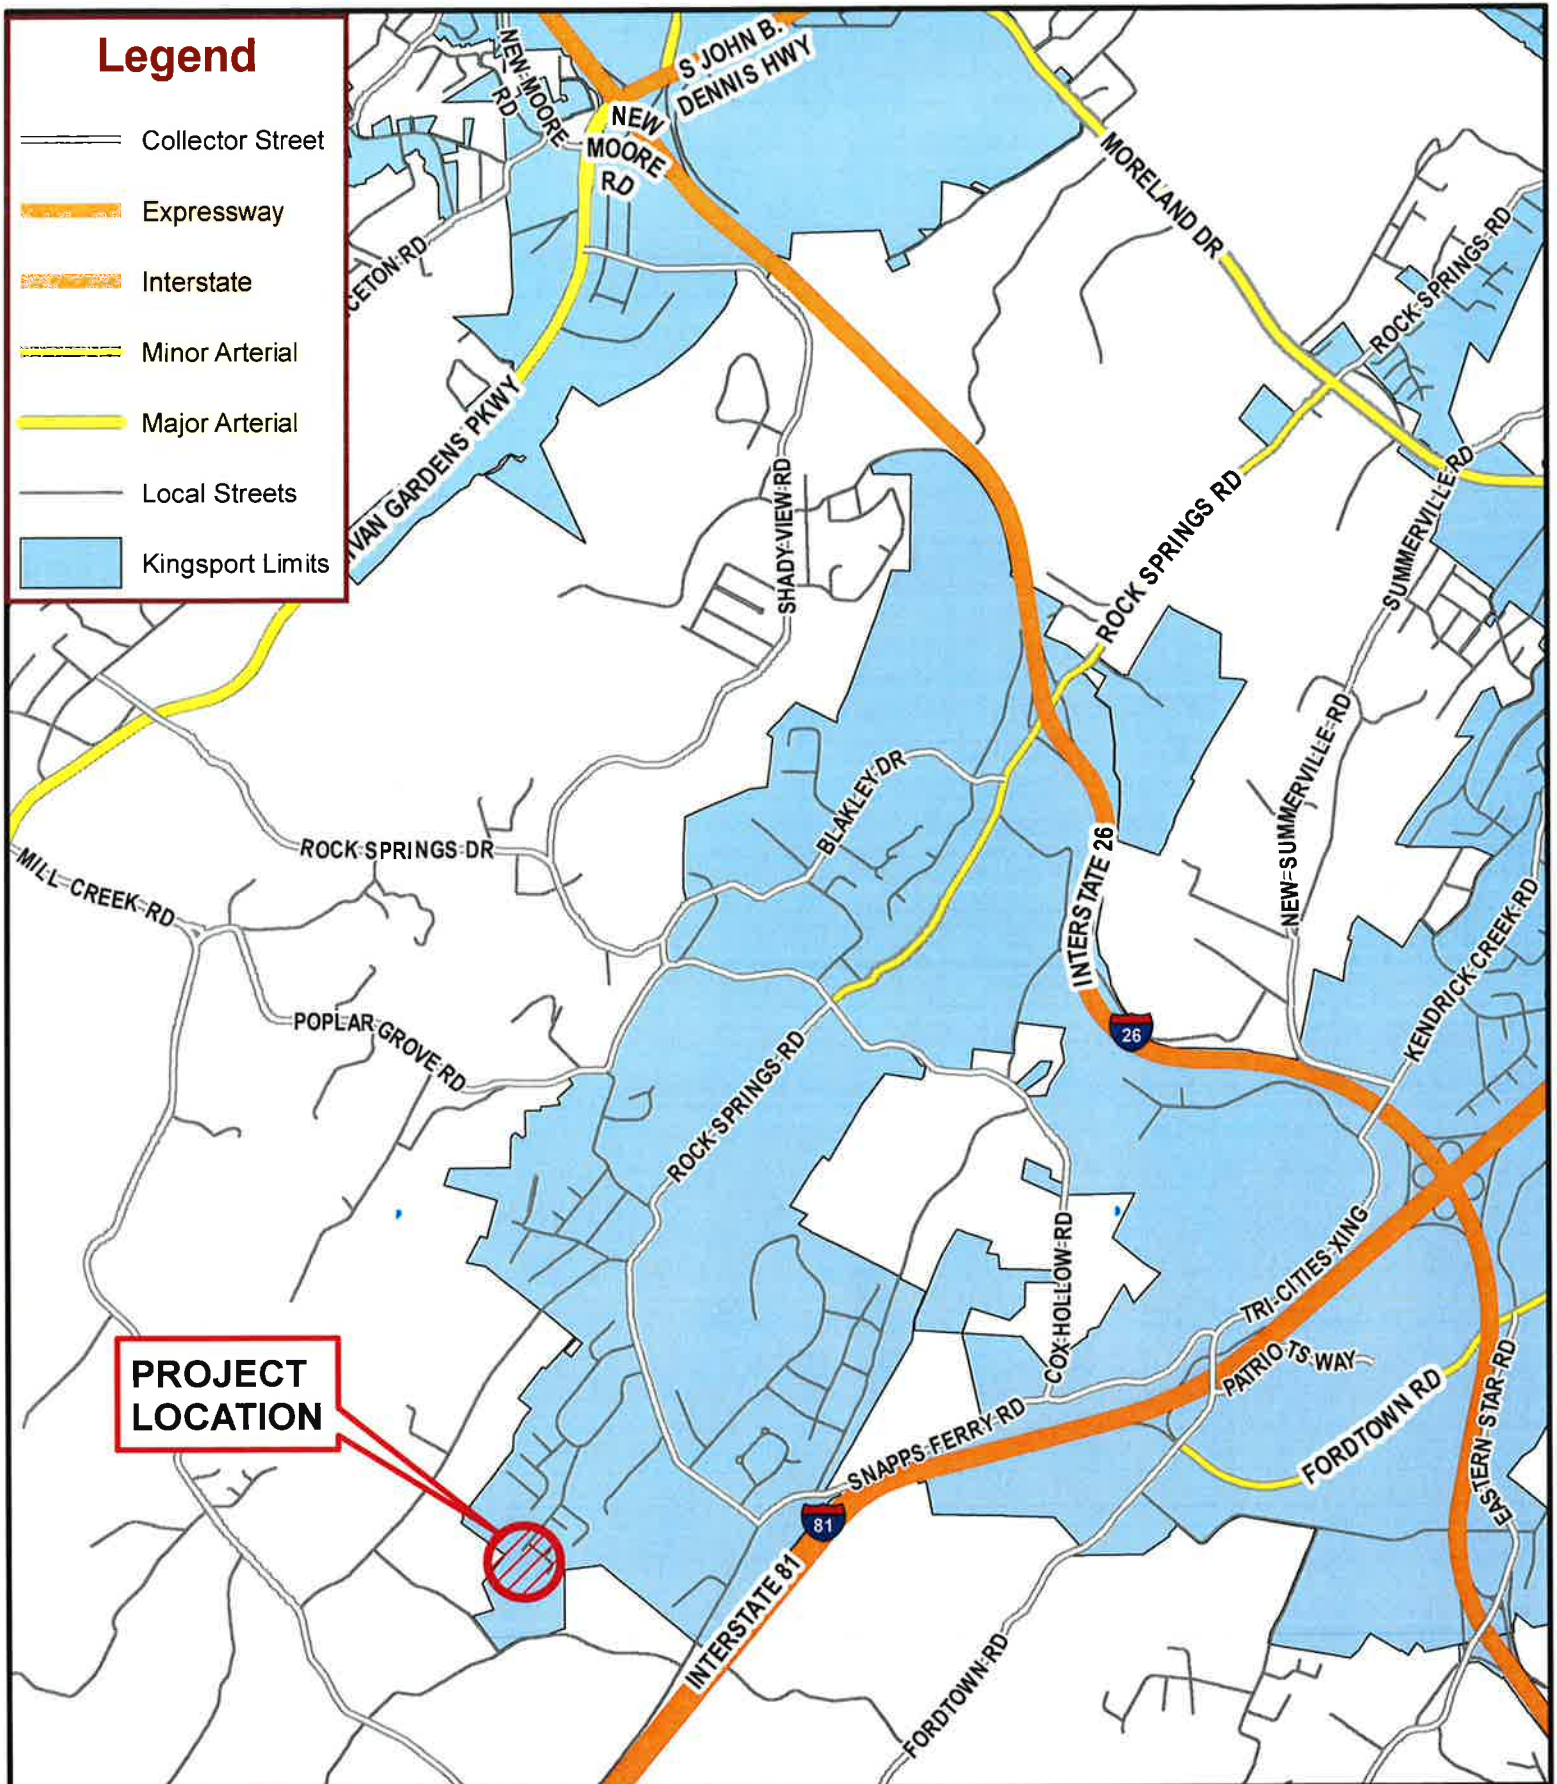 Legend
Collector Street
Expressway
Interstate
Minor Arterial
Major Arterial
Local Streets
Kingsport Limits
NEW MOORE
RD
S JOHN B.
DENNIS HWY
NEW
MOORE
RD
MORELAND DR
ROCK SPRINGS RD
CETON RD
IVAN GARDENS PKWY
SHADY VIEW RD
ROCK SPRINGS RD
SUMMERVILLE RD
NEW SUMMERVILLE RD
BLAKLEY DR
ROCK SPRINGS DR
MILL CREEK RD
INTERSTATE 26
KENDRICK CREEK RD
POPLAR GROVE RD
26
ROCK SPRINGS RD
COX HOLLOW RD
TRI-CITIES XING
PATRIOTS WAY
PROJECT
LOCATION
SNAPPS FERRY RD
FORDTOWN RD
EASTERN STAR RD
81
INTERSTATE 81
FORDTOWN RD